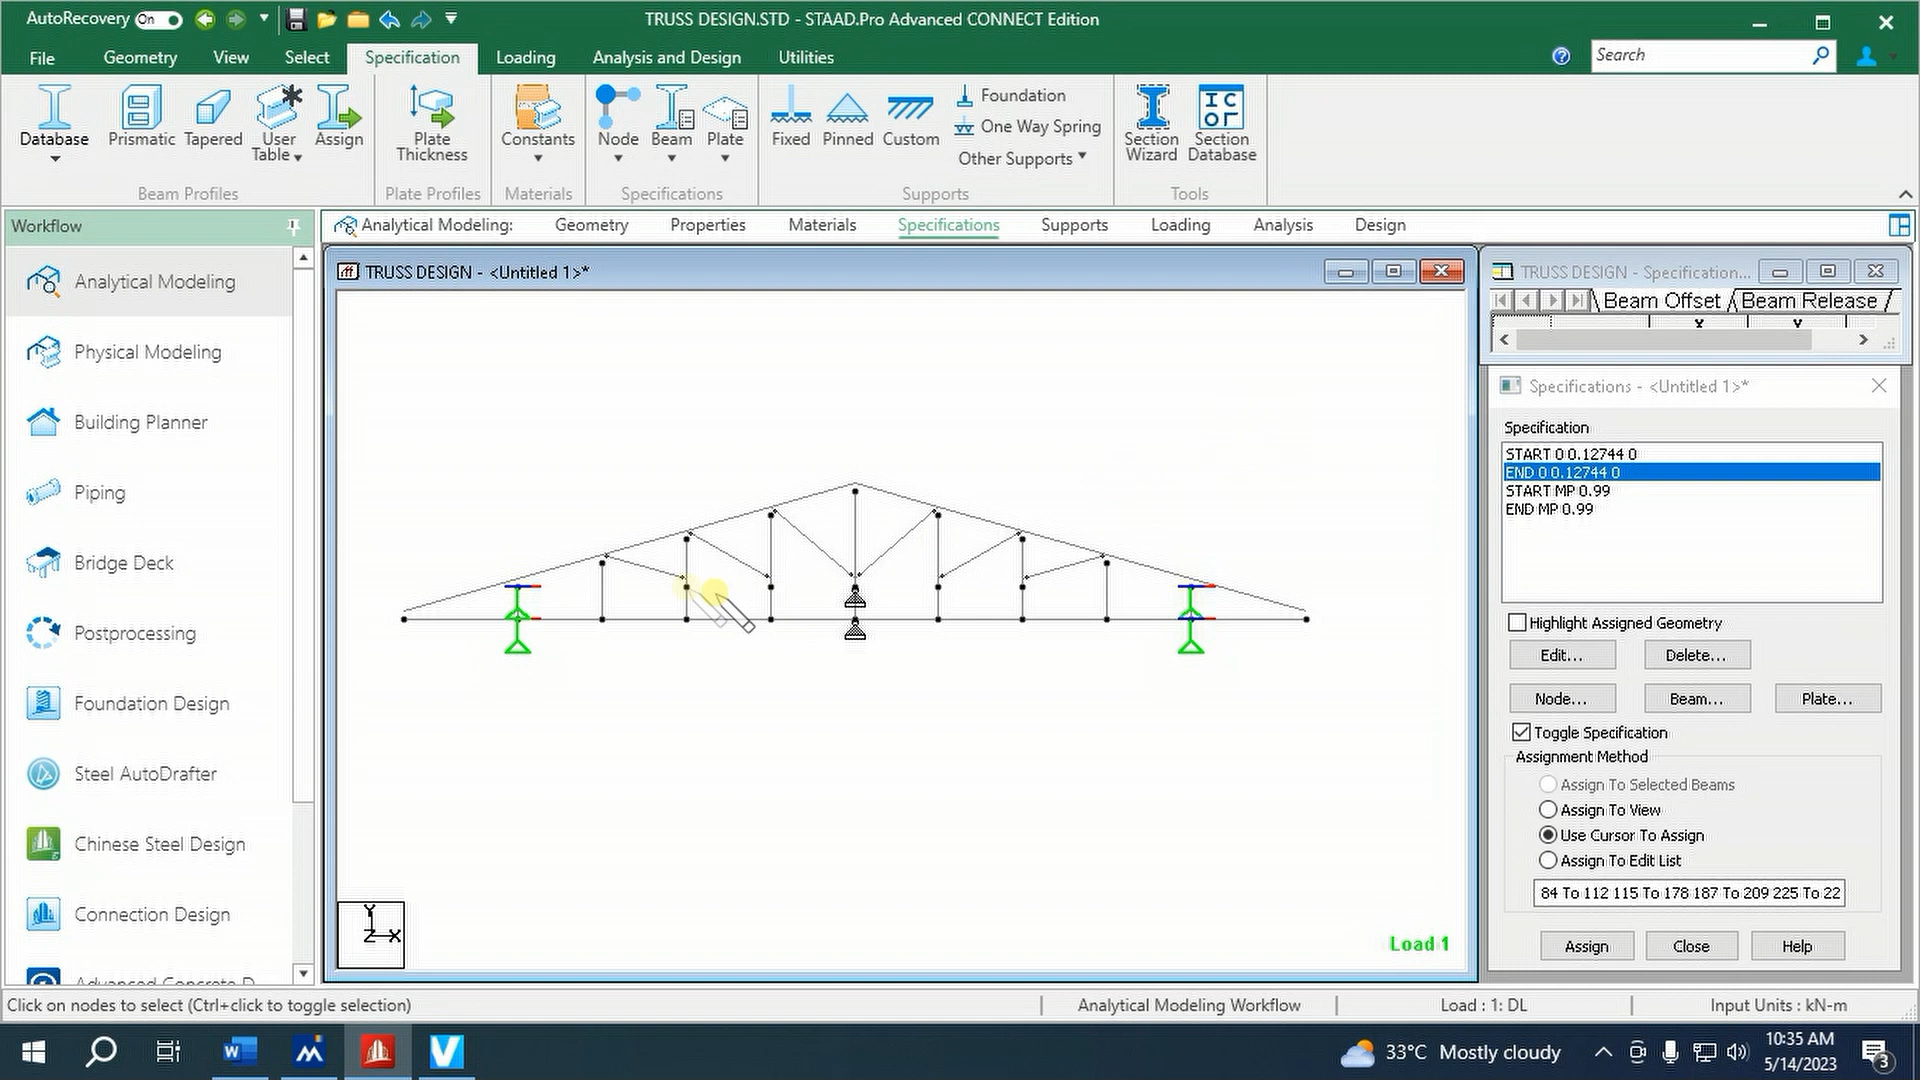 AutoRecovery On
TRUSS DESIGN.STD - STAAD.Pro Advanced CONNECT Edition
File Geometry View Select Specification Loading Analysis and Design Utilities
Search
Database Prismatic Tapered User Table Assign
Plate Thickness
Constants
Node Beam Plate
Fixed Pinned Custom
Foundation
One Way Spring
Other Supports
Section Wizard Section Database
Beam Profiles Plate Profiles Materials Specifications Supports Tools
Workflow
Analytical Modeling: Geometry Properties Materials Specifications Supports Loading Analysis Design
Analytical Modeling
Physical Modeling
Building Planner
Piping
Bridge Deck
Postprocessing
Foundation Design
Steel AutoDrafter
Chinese Steel Design
Connection Design
TRUSS DESIGN - <Untitled 1>*
Y
Z X
Load 1
TRUSS DESIGN - Specification...
Beam Offset Beam Release
Specifications - <Untitled 1>*
Specification
START 0 0.12744 0
END 0 0.12744 0
START MP 0.99
END MP 0.99
Highlight Assigned Geometry
Edit... Delete...
Node... Beam... Plate...
Toggle Specification
Assignment Method
Assign To Selected Beams
Assign To View
Use Cursor To Assign
Assign To Edit List
84 To 112 115 To 178 187 To 209 225 To 22
Assign Close Help
Click on nodes to select (Ctrl+click to toggle selection)
Analytical Modeling Workflow
Load : 1: DL
Input Units : kN-m
33°C Mostly cloudy
10:35 AM
5/14/2023
3